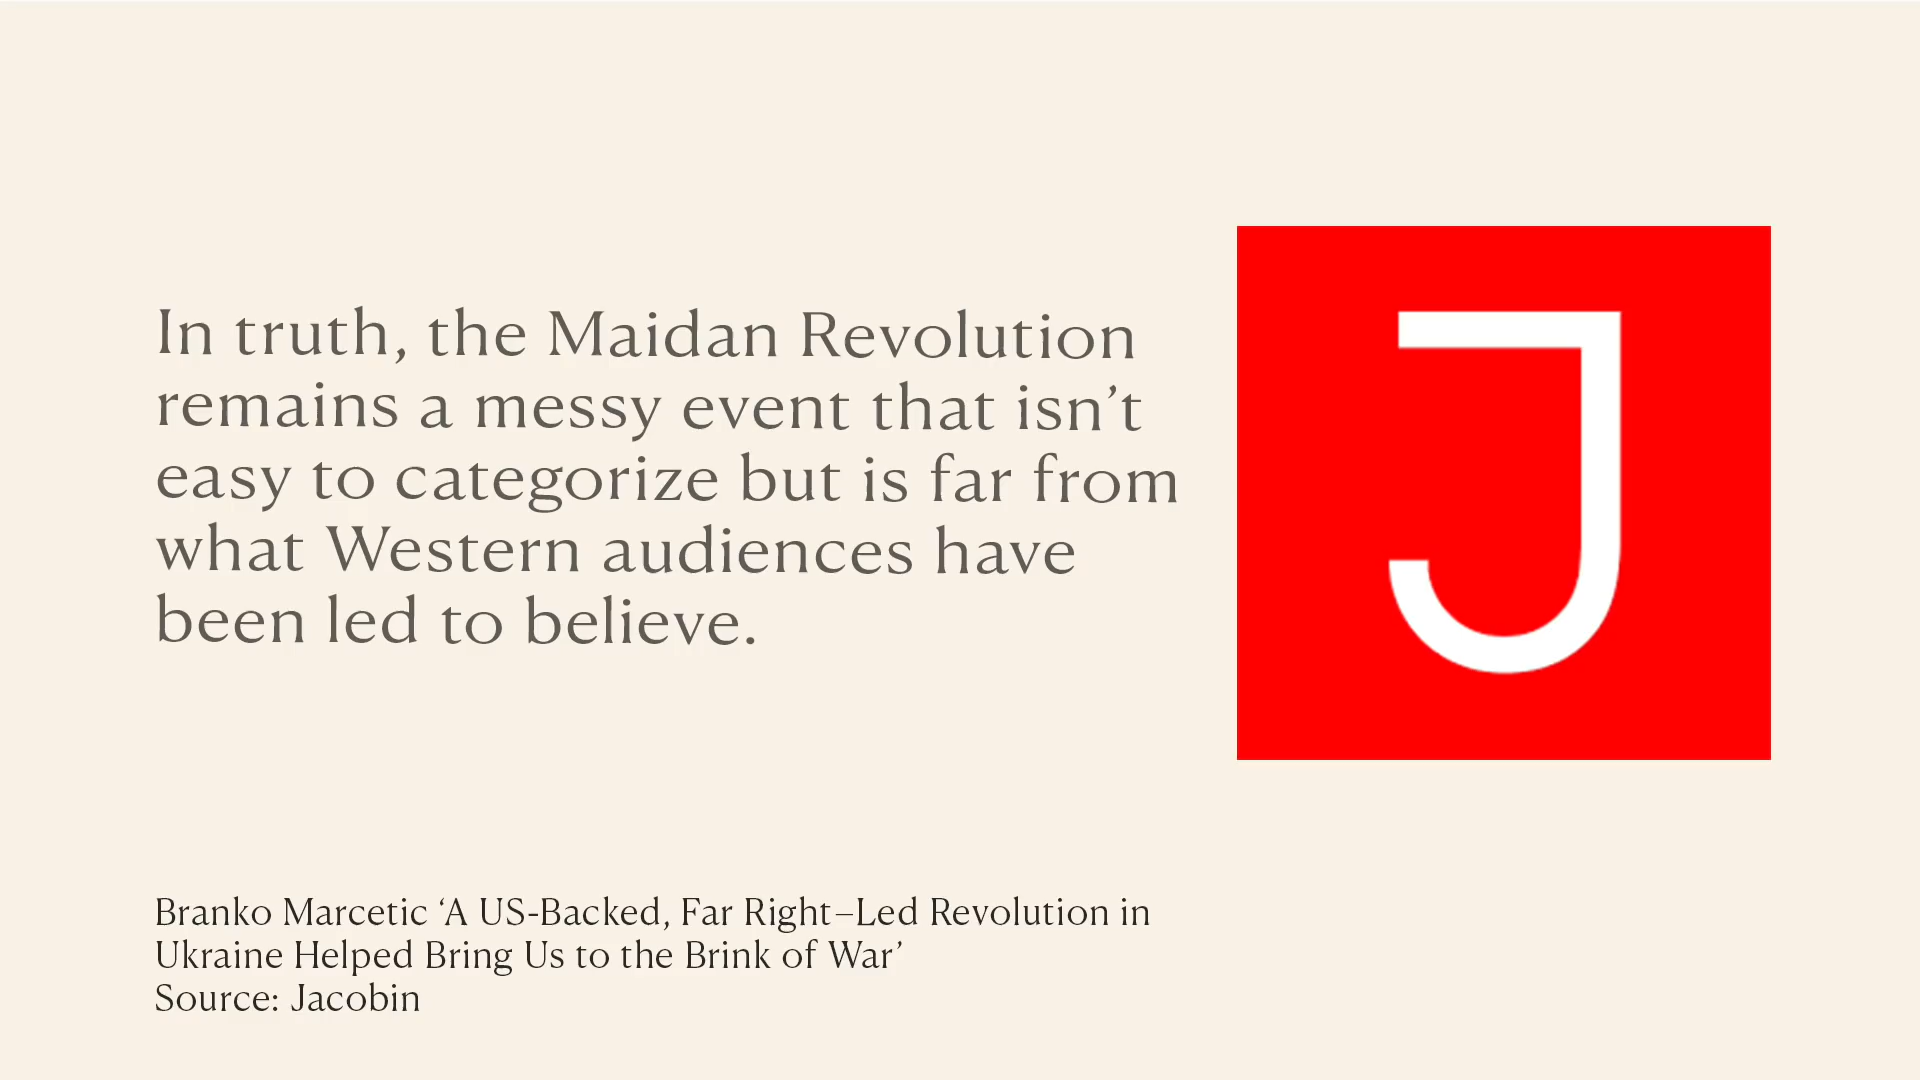 In truth, the Maidan Revolution
remains a messy event that isn’t
easy to categorize but is far from
what Western audiences have
been led to believe.
J
Branko Marcetic ‘A US-Backed, Far Right–Led Revolution in
Ukraine Helped Bring Us to the Brink of War’
Source: Jacobin